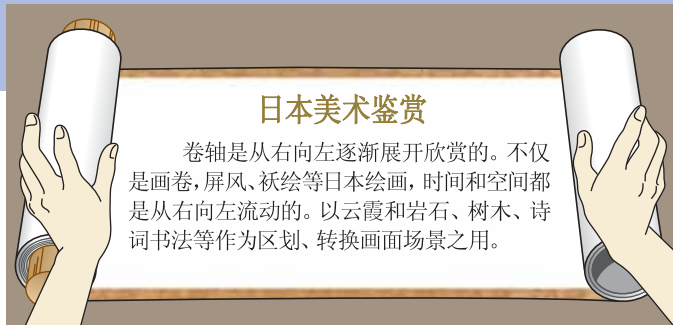 日本美术鉴赏
卷轴是从右向左逐渐展开欣赏的。不仅
是画卷，屏风、袄绘等日本绘画，时间和空间都
是从右向左流动的。以云霞和岩石、树木、诗
词书法等作为区划、转换画面场景之用。